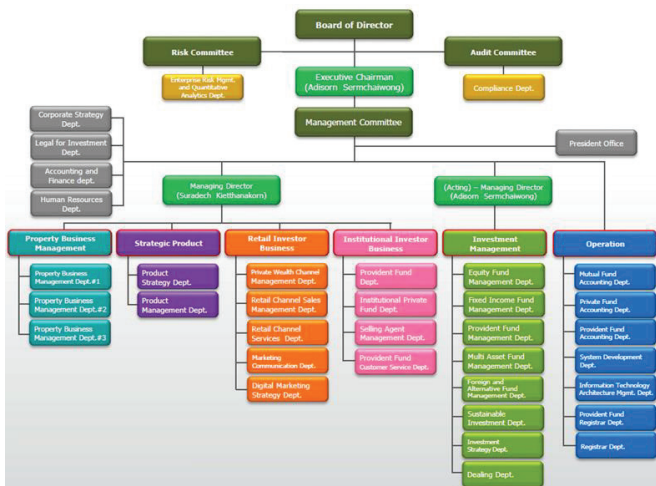 Board of Director
Risk Committee
Audit Committee
Enterprise Risk Mgmt.
and Quantitative
Analytics Dept.
Executive Chairman
(Adisorn Sermchaiwong)
Compliance Dept.
Management Committee
Corporate Strategy
Dept.
Legal for Investment
Dept.
Accounting and
Finance dept.
Human Resources
Dept.
President Office
Managing Director
(Suradech Kietthanakorn)
(Acting) – Managing Director
(Adisorn Sermchaiwong)
Property Business
Management
Property Business
Management Dept.#1
Property Business
Management Dept.#2
Property Business
Management Dept.#3
Strategic Product
Product
Strategy Dept.
Product
Management Dept.
Retail Investor
Business
Private Wealth Channel
Management Dept.
Retail Channel Sales
Management Dept.
Retail Channel
Services Dept.
Marketing
Communication Dept.
Digital Marketing
Strategy Dept.
Institutional Investor
Business
Provident Fund
Dept.
Institutional Private
Fund Dept.
Selling Agent
Management Dept.
Provident Fund
Customer Service Dept.
Investment
Management
Equity Fund
Management Dept.
Fixed Income Fund
Management Dept.
Provident Fund
Management Dept.
Multi Asset Fund
Management Dept.
Foreign and
Alternative Fund
Management Dept.
Sustainable
Investment Dept.
Investment
Strategy Dept.
Dealing Dept.
Operation
Mutual Fund
Accounting Dept.
Private Fund
Accounting Dept.
Provident Fund
Accounting Dept.
System Development
Dept.
Information Technology
Architecture Mgmt. Dept.
Provident Fund
Registrar Dept.
Registrar Dept.